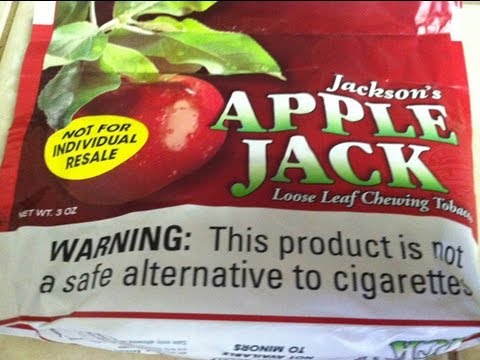 Jackson's
APPLE
JACK
Loose Leaf Chewing
NOT FOR
INDIVIDUAL
RESALE
NET WT. 3 OZ
WARNING: This product is not
a safe alternative to cigarettes
TO MINORS